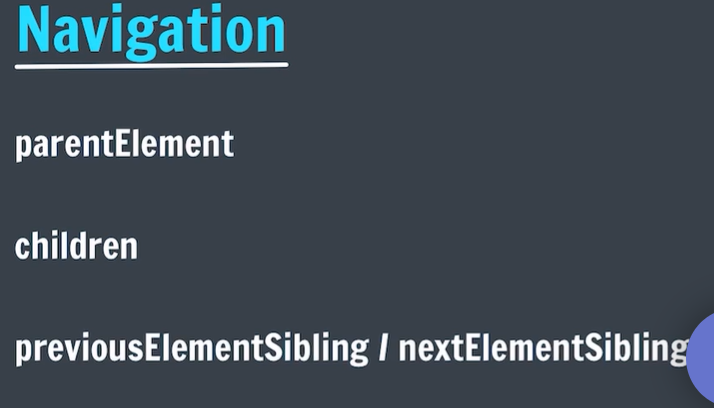 Navigation
parentElement
children
previousElementSibling / nextElementSibling